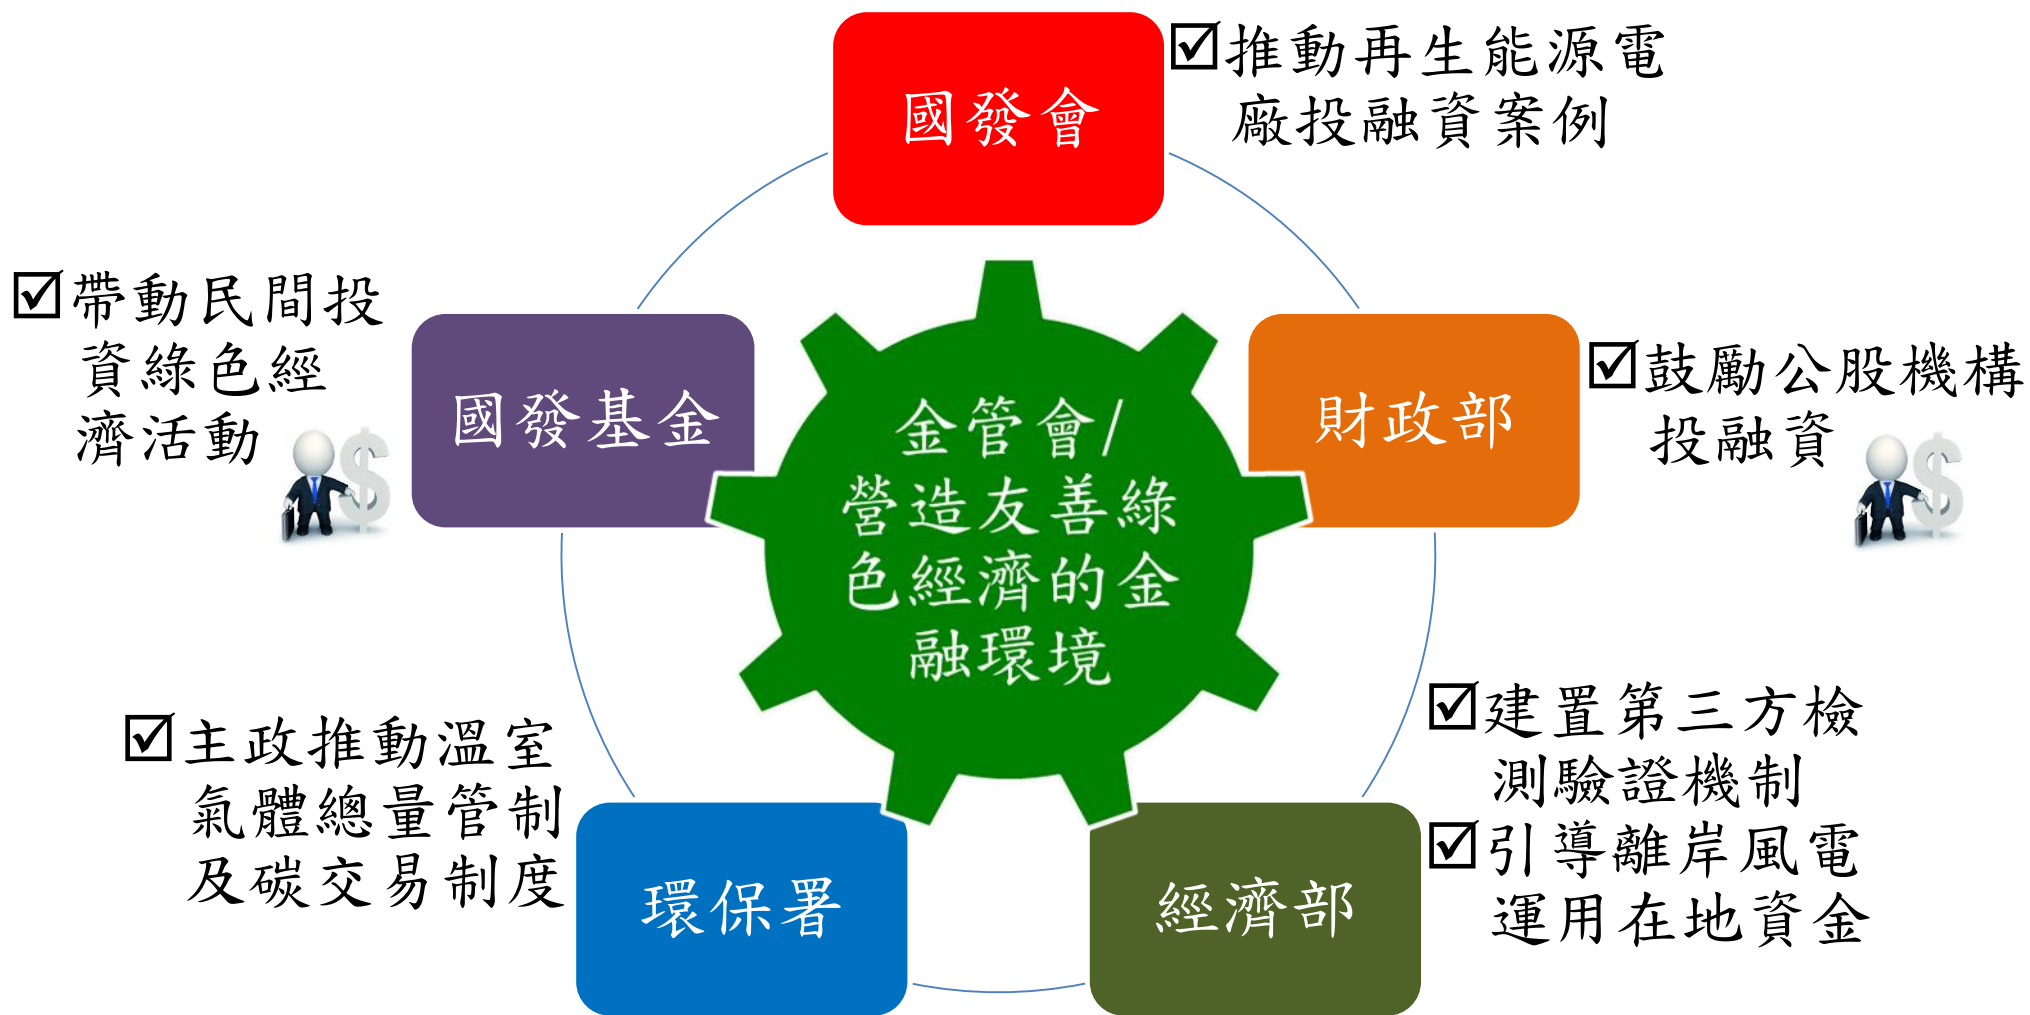 國發會
☑推動再生能源電
廠投融資案例
☑帶動民間投
資綠色經
濟活動
國發基金
金管會/
營造友善綠
色經濟的金
融環境
財政部
☑鼓勵公股機構
投融資
☑主政推動溫室
氣體總量管制
及碳交易制度
環保署
經濟部
☑建置第三方檢
測驗證機制
☑引導離岸風電
運用在地資金